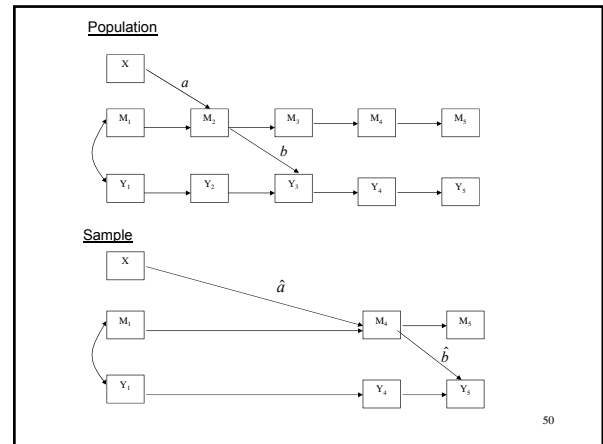 Population
X
a
M₁ M₂ M₃ M₄ M₅
b
Y₁ Y₂ Y₃ Y₄ Y₅
Sample
X
â
M₁ M₄ M₅
b̂
Y₁ Y₄ Y₅
50